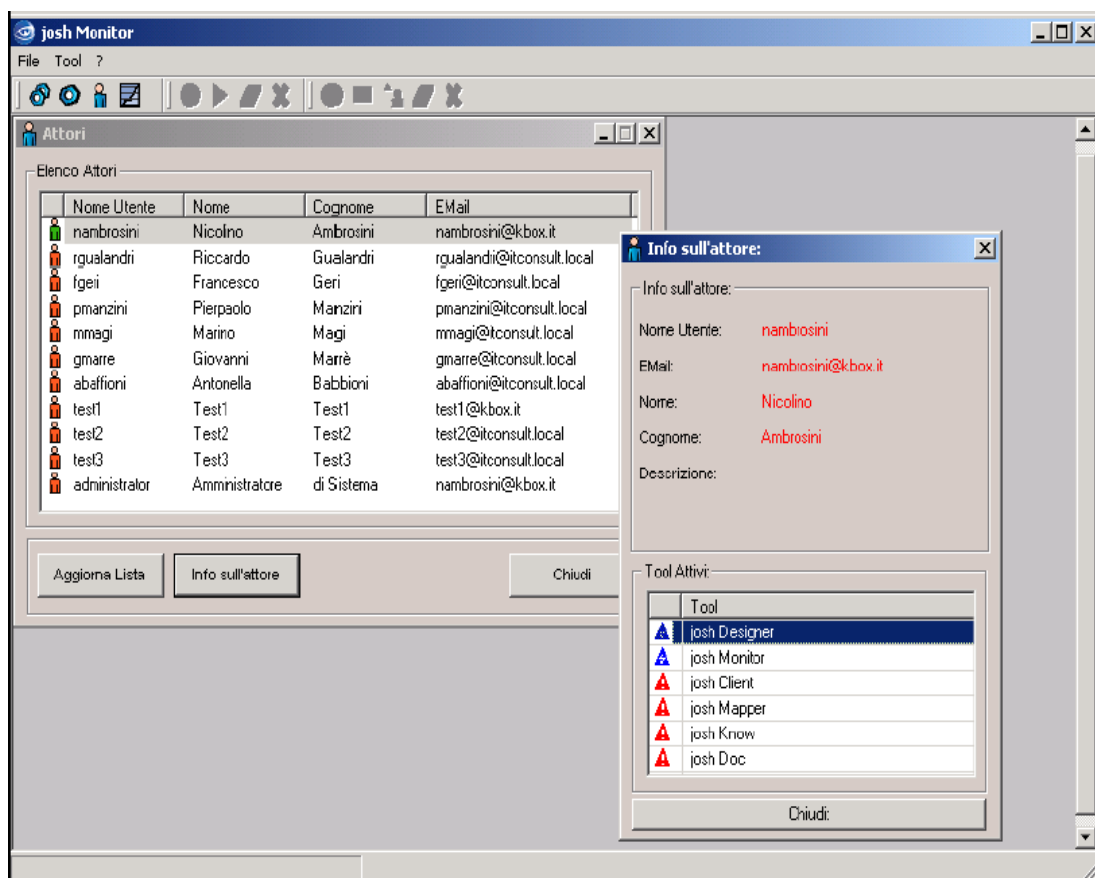 josh Monitor
File Tool ?
Attori
Elenco Attori
Nome Utente Nome Cognome EMail
nambrosini Nicolino Ambrosini nambrosini@kbox.it
rgualandri Riccardo Gualandri rgualandii@itconsult.local
fgeii Francesco Geri fgeri@itconsult.local
pmanzini Pierpaolo Manzini pmanzini@itconsult.local
mmagi Marino Magi mmagi@itconsult.local
gmarre Giovanni Marrè gmarre@itconsult.local
abaffioni Antonella Babbioni abaffioni@itconsult.local
test1 Test1 Test1 test1@kbox.it
test2 Test2 Test2 test2@itconsult.local
test3 Test3 Test3 test3@itconsult.local
administrator Amministratore di Sistema nambrosini@kbox.it
Aggiorna Lista Info sull'attore Chiudi
Info sull'attore:
Info sull'attore:
Nome Utente: nambrosini
EMail: nambrosini@kbox.it
Nome: Nicolino
Cognome: Ambrosini
Descrizione:
Tool Attivi:
Tool
josh Designer
josh Monitor
josh Client
josh Mapper
josh Know
josh Doc
Chiudi: